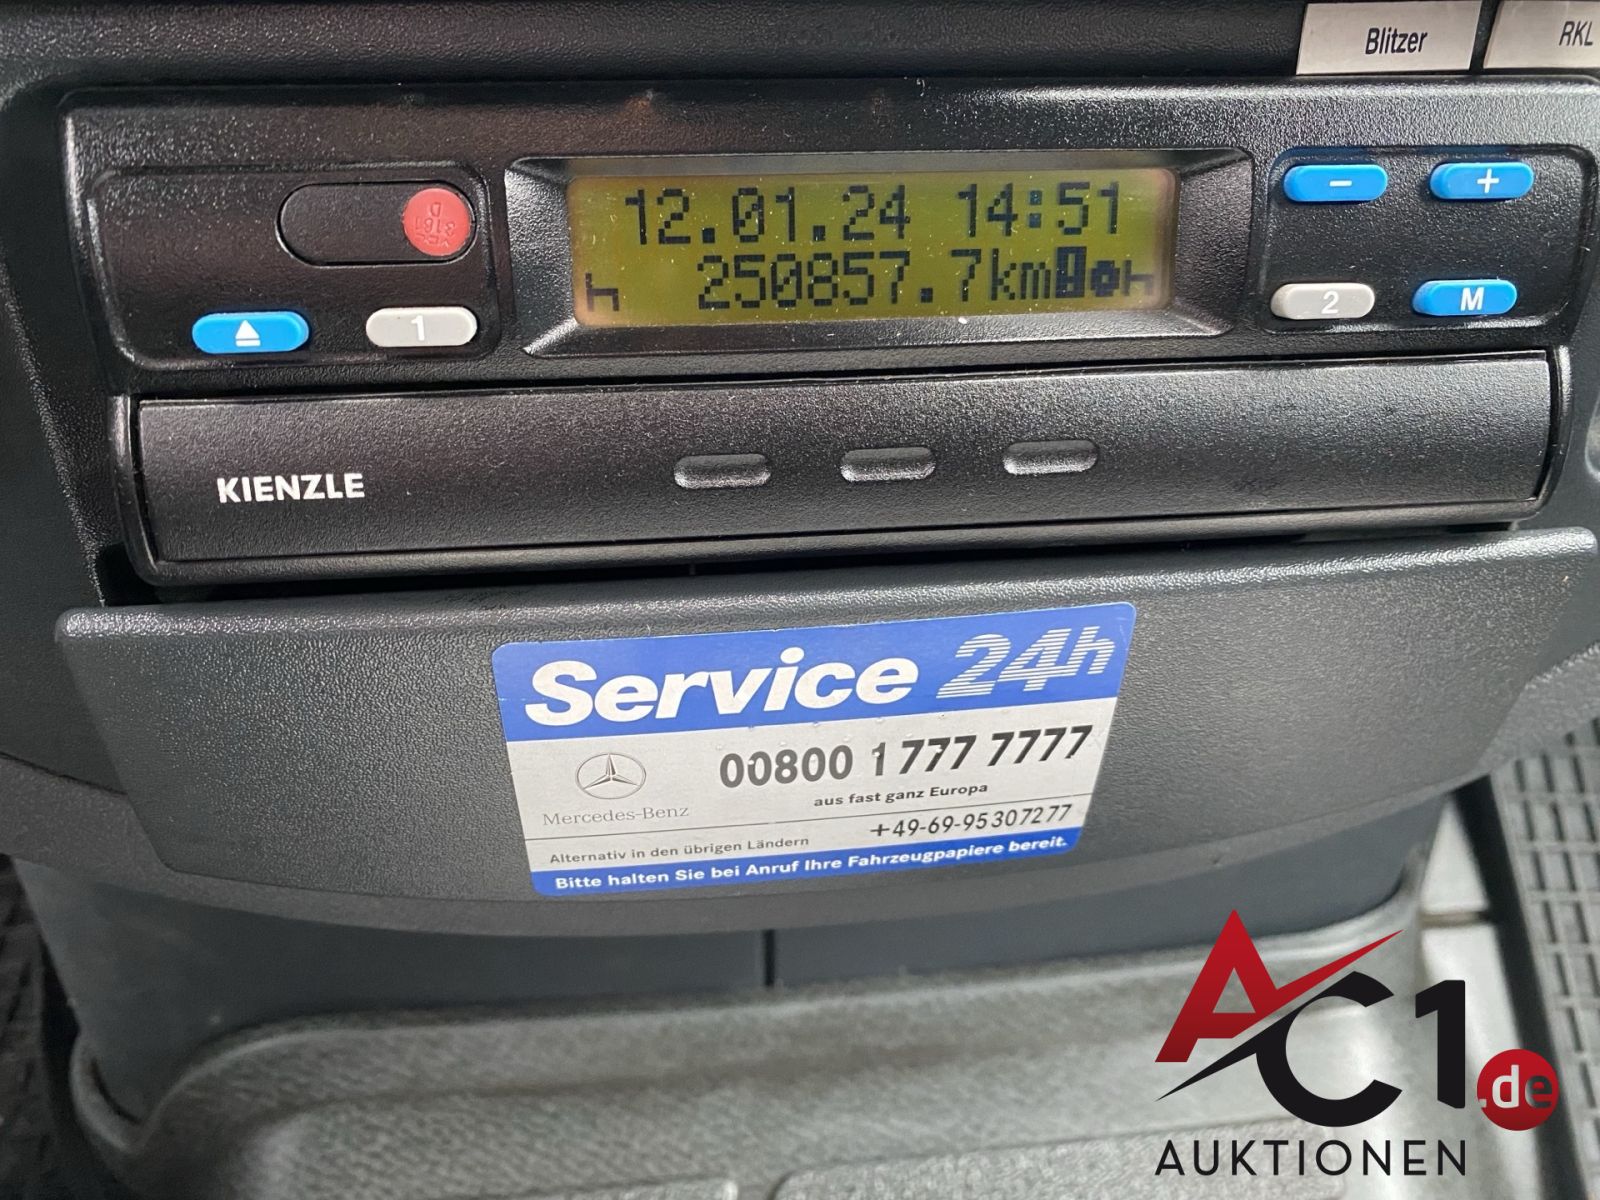 Blitzer
RKL
12.01.24 14:51
250857.7km
1
2
M
KIENZLE
Service 24h
00800 1 777 7777
aus fast ganz Europa
Mercedes-Benz
Alternativ in den übrigen Ländern +49-69-95307277
Bitte halten Sie bei Anruf Ihre Fahrzeugpapiere bereit.
AC1.de
AUKTIONEN